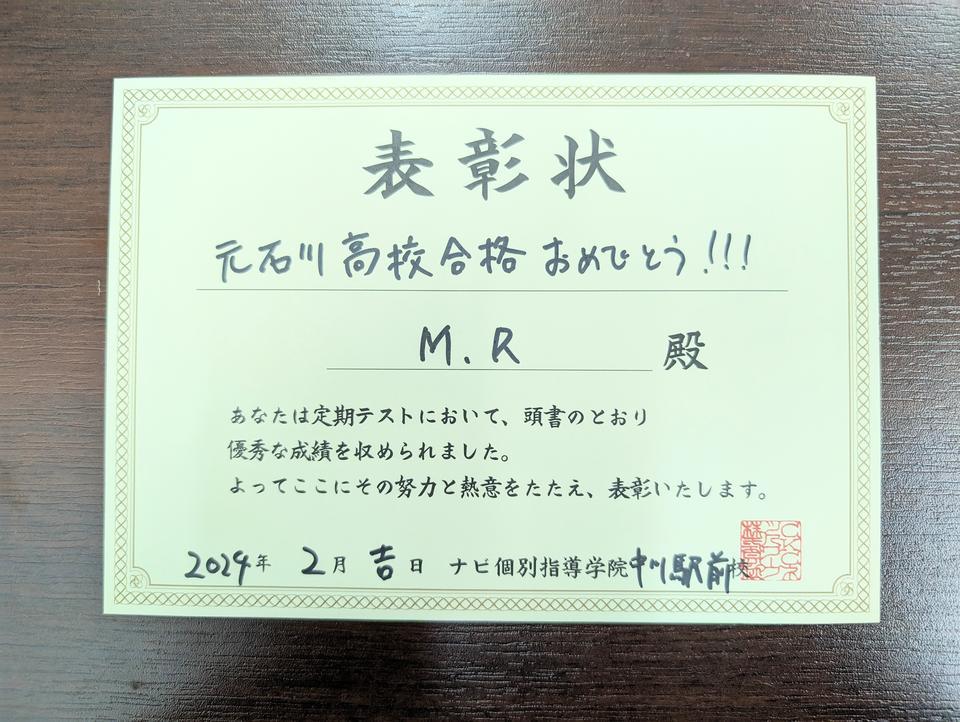 表彰状
元石川高校合格おめでとう!!!
M.R 殿
あなたは定期テストにおいて、頭書のとおり
優秀な成績を収められました。
よってここにその努力と熱意をたたえ、表彰いたします。
2024年 2月 吉日 ナビ個別指導学院中川駅前校